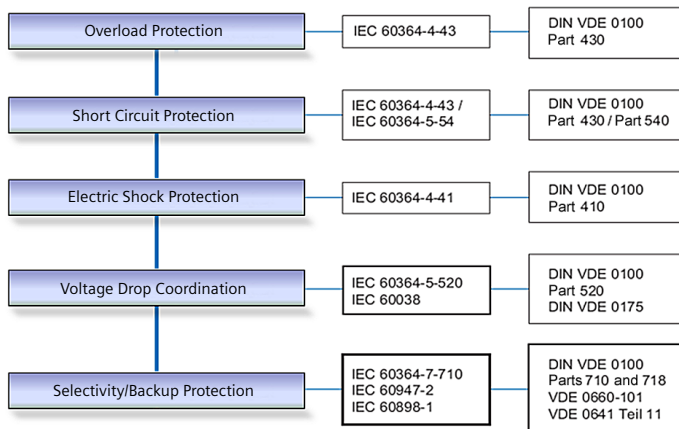 Overload Protection
IEC 60364-4-43
DIN VDE 0100
Part 430
Short Circuit Protection
IEC 60364-4-43 /
IEC 60364-5-54
DIN VDE 0100
Part 430 / Part 540
Electric Shock Protection
IEC 60364-4-41
DIN VDE 0100
Part 410
Voltage Drop Coordination
IEC 60364-5-520
IEC 60038
DIN VDE 0100
Part 520
DIN VDE 0175
Selectivity/Backup Protection
IEC 60364-7-710
IEC 60947-2
IEC 60898-1
DIN VDE 0100
Parts 710 and 718
VDE 0660-101
VDE 0641 Teil 11